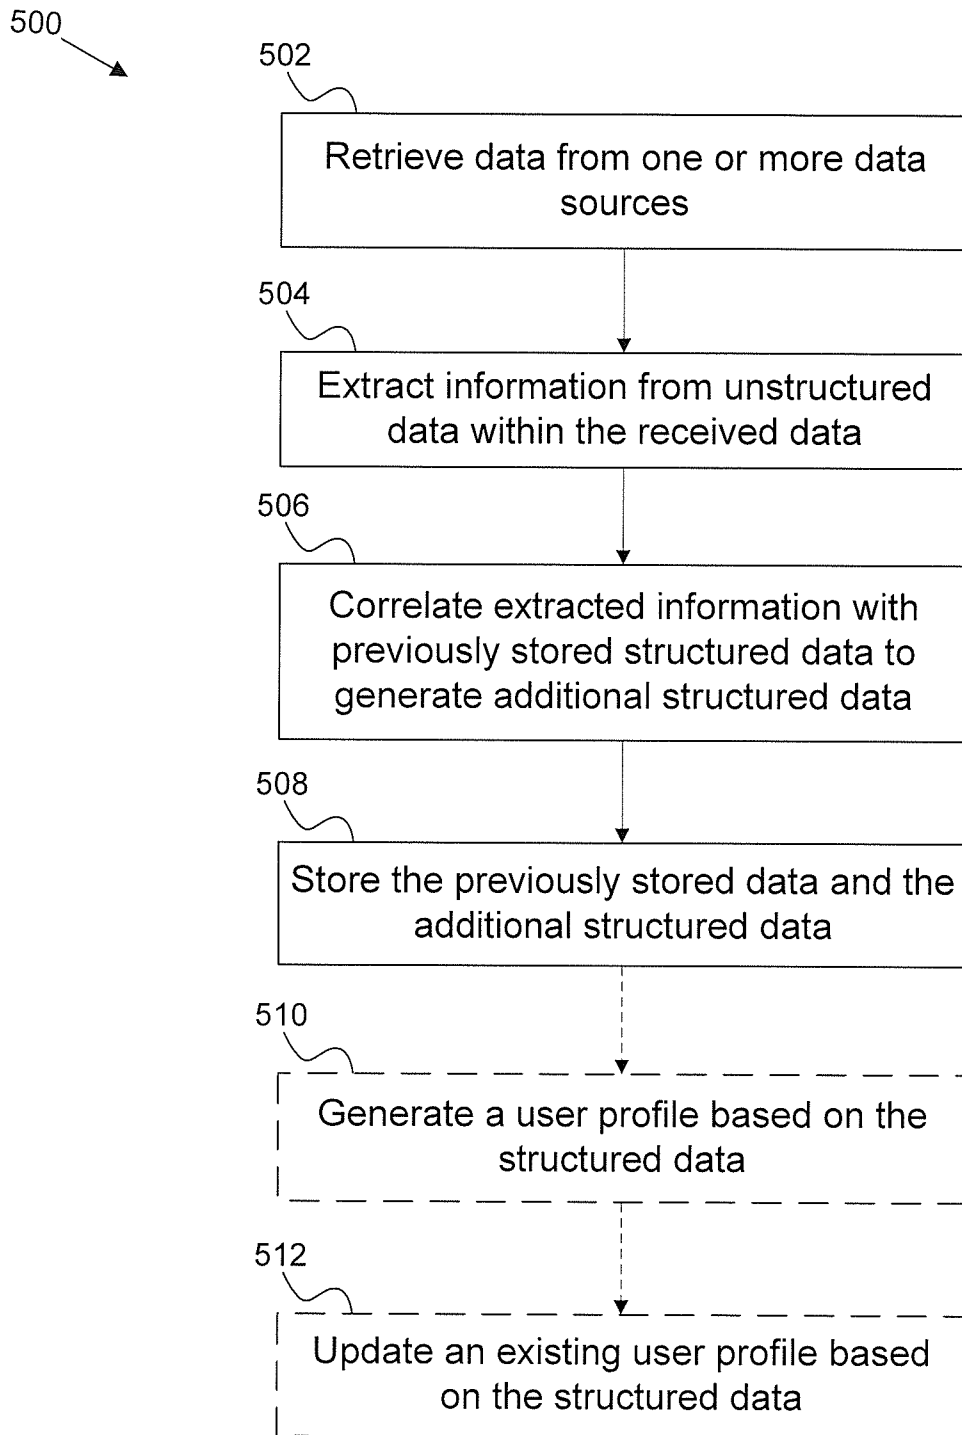 500
502
Retrieve data from one or more data
sources
504
Extract information from unstructured
data within the received data
506
Correlate extracted information with
previously stored structured data to
generate additional structured data
508
Store the previously stored data and the
additional structured data
510
Generate a user profile based on the
structured data
512
Update an existing user profile based
on the structured data